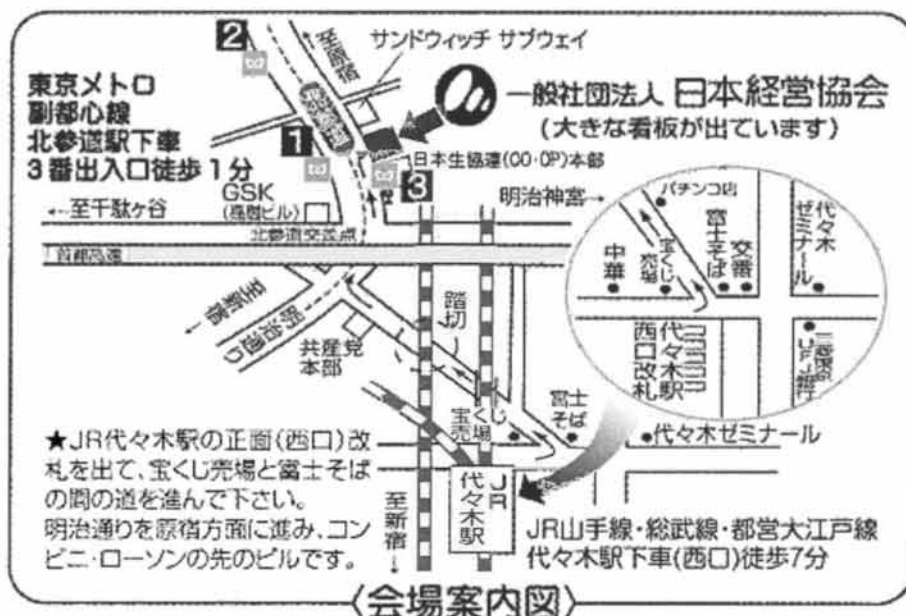 2
至原宿
サンドウィッチ サブウェイ
東京メトロ
副都心線
北参道駅下車
3番出入口徒歩1分
一般社団法人 日本経営協会
(大きな看板が出ています)
1
日本生協連(CO・OP)本部
3
明治神宮→
←至千駄ヶ谷
GSK
北参道交差点
首都高速
至新宿
明治通り
共産党
本部
踏切
パチンコ店
中華
宝くじ
売場
富士そば
交番
代々木
ゼミナール
代々木駅
西口改札
UFJ銀行
宝くじ
売場
富士
そば
代々木ゼミナール
★JR代々木駅の正面(西口)改
札を出て、宝くじ売場と富士そば
の間の道を進んで下さい。
明治通りを原宿方面に進み、コン
ビニ・ローソンの先のビルです。
至新宿
JR
代々木駅
JR山手線・総武線・都営大江戸線
代々木駅下車(西口)徒歩7分
〈会場案内図〉